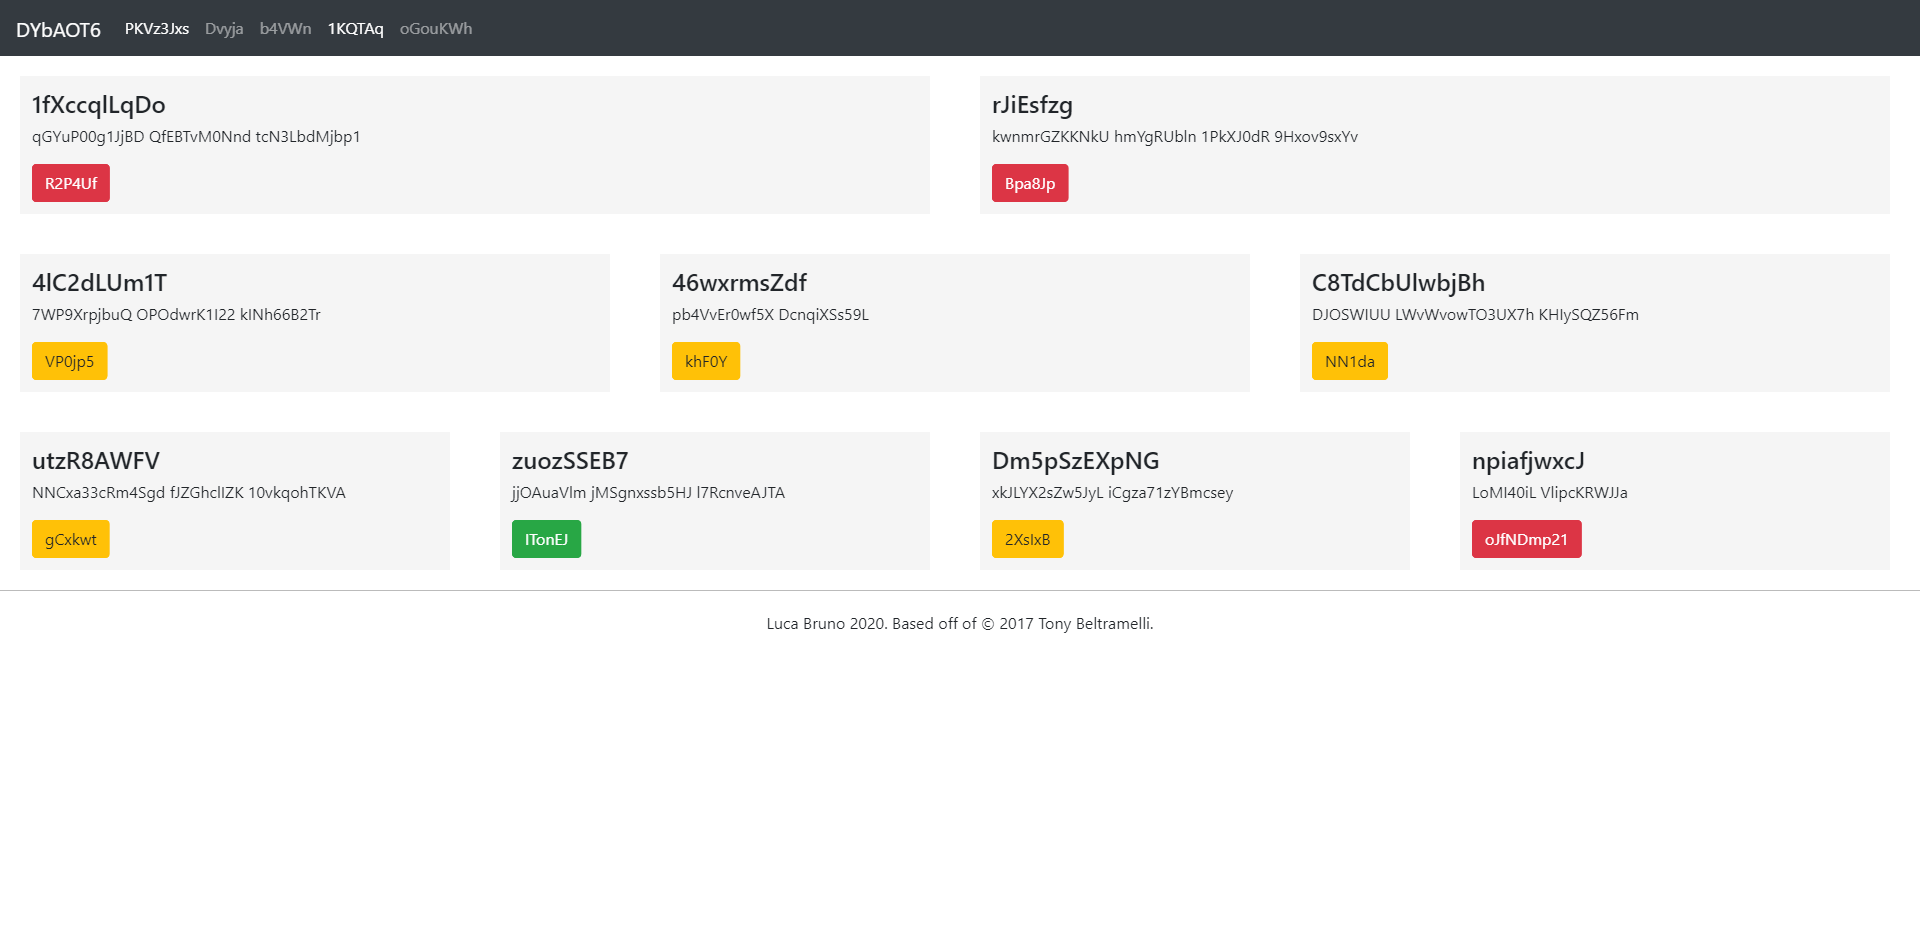 DYbAOT6 PKVz3Jxs Dvyja b4VWn 1KQTAq oGouKWh
1fXccqlLqDo
qGYuP00g1JjBD QfEBTvM0Nnd tcN3LbdMjbp1
R2P4Uf
rJiEsfzg
kwnmrGZKKNkU hmYgRUbln 1PkXJ0dR 9Hxov9sxYv
Bpa8Jp
4lC2dLUm1T
7WP9XrpjbuQ OPOdwrK1I22 kINh66B2Tr
VP0jp5
46wxrmsZdf
pb4VvEr0wf5X DcnqiXSs59L
khF0Y
C8TdCbUlwbjBh
DJOSWIUU LWvWvowTO3UX7h KHIySQZ56Fm
NN1da
utzR8AWFV
NNCxa33cRm4Sgd fJZGhclIZK 10vkqohTKVA
gCxkwt
zuozSSEB7
jjOAuaVlm jMSgnxssb5HJ l7RcnveAJTA
ITonEJ
Dm5pSzEXpNG
xkJLYX2sZw5JyL iCgza71zYBmcsey
2XsIxB
npiafjwxcJ
LoMI40iL VlipcKRWJJa
oJfNDmp21
Luca Bruno 2020. Based off of © 2017 Tony Beltramelli.